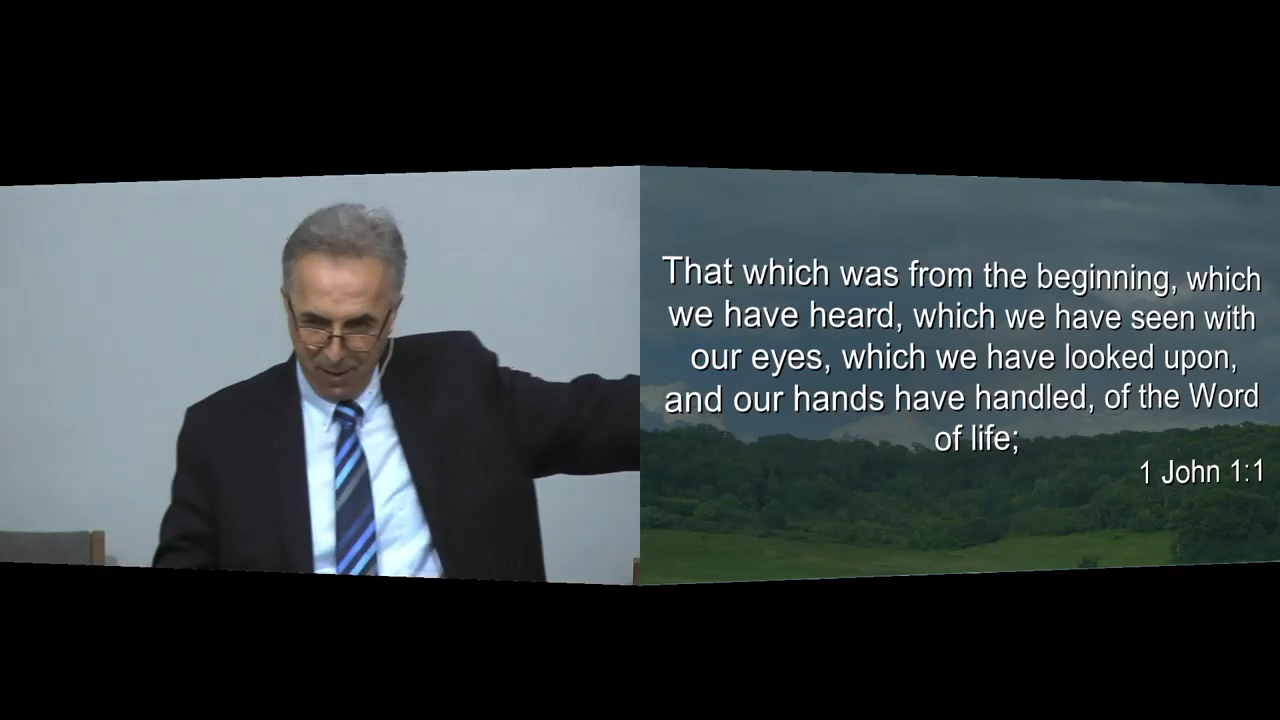 That which was from the beginning, which
we have heard, which we have seen with
our eyes, which we have looked upon,
and our hands have handled, of the Word
of life;
1 John 1:1